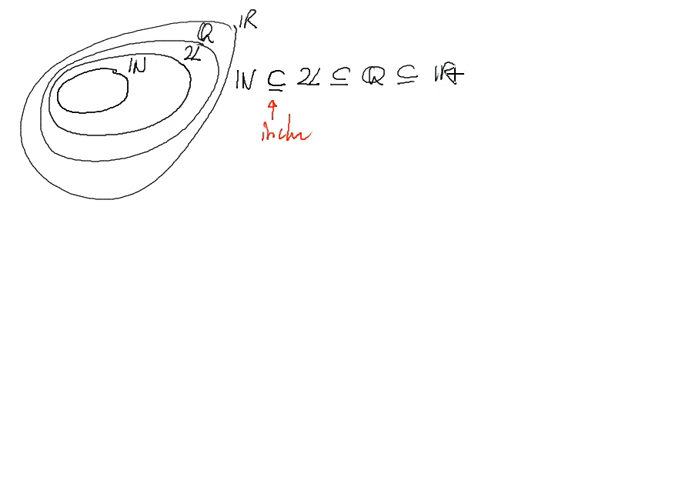 ℝ
ℚ
ℤ
ℕ
ℕ ⊆ ℤ ⊆ ℚ ⊆ ℝ